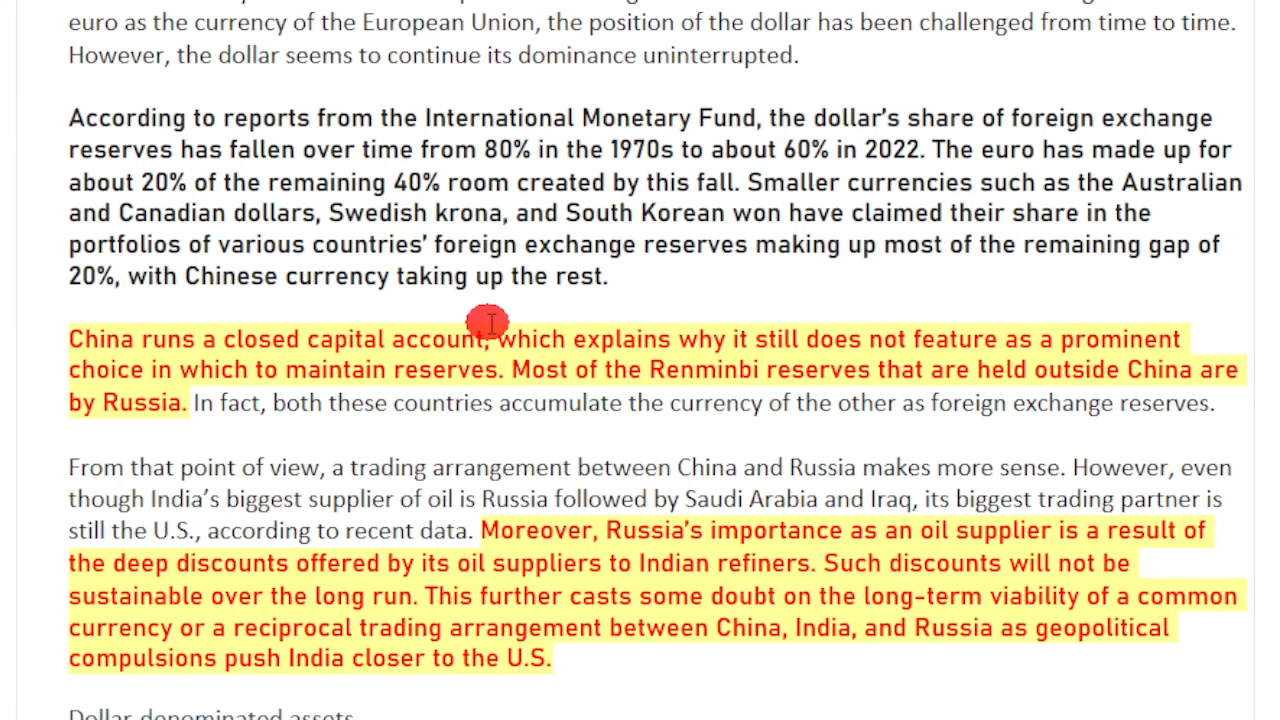 euro as the currency of the European Union, the position of the dollar has been challenged from time to time.
However, the dollar seems to continue its dominance uninterrupted.
According to reports from the International Monetary Fund, the dollar's share of foreign exchange
reserves has fallen over time from 80% in the 1970s to about 60% in 2022. The euro has made up for
about 20% of the remaining 40% room created by this fall. Smaller currencies such as the Australian
and Canadian dollars, Swedish krona, and South Korean won have claimed their share in the
portfolios of various countries' foreign exchange reserves making up most of the remaining gap of
20%, with Chinese currency taking up the rest.
China runs a closed capital account, which explains why it still does not feature as a prominent
choice in which to maintain reserves. Most of the Renminbi reserves that are held outside China are
by Russia. In fact, both these countries accumulate the currency of the other as foreign exchange reserves.
From that point of view, a trading arrangement between China and Russia makes more sense. However, even
though India's biggest supplier of oil is Russia followed by Saudi Arabia and Iraq, its biggest trading partner is
still the U.S., according to recent data. Moreover, Russia's importance as an oil supplier is a result of
the deep discounts offered by its oil suppliers to Indian refiners. Such discounts will not be
sustainable over the long run. This further casts some doubt on the long-term viability of a common
currency or a reciprocal trading arrangement between China, India, and Russia as geopolitical
compulsions push India closer to the U.S.
Dollar-denominated assets